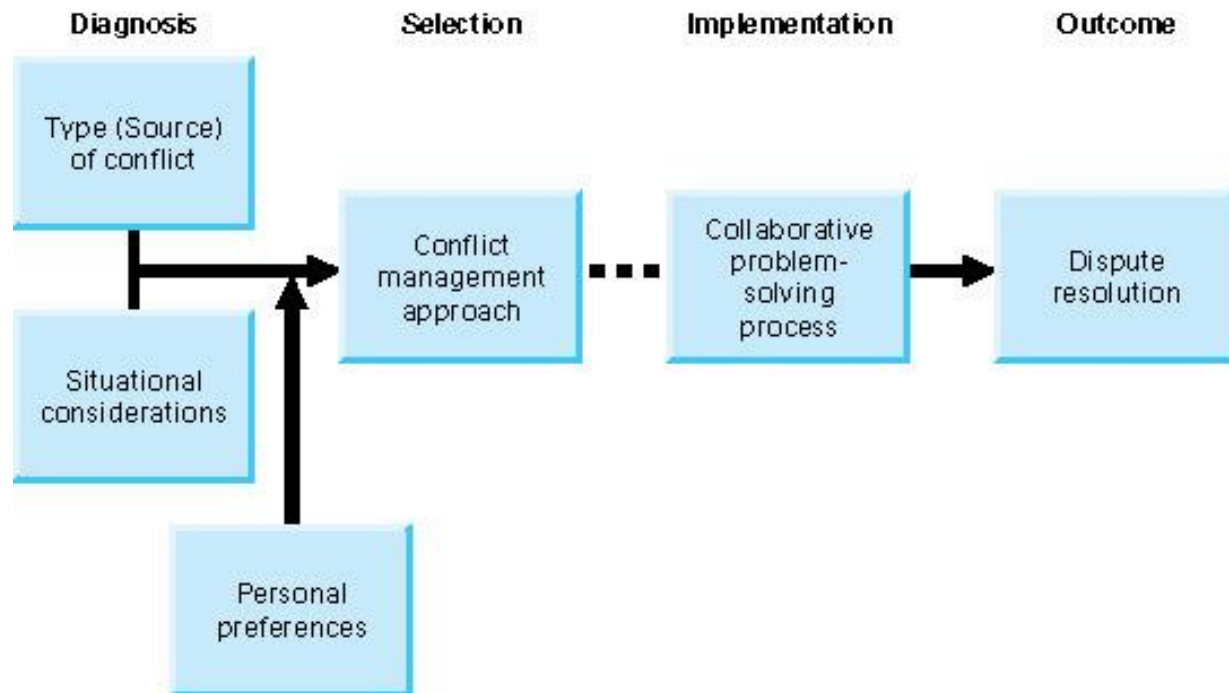 Diagnosis
Selection
Implementation
Outcome
Type (Source)
of conflict
Situational
considerations
Personal
preferences
Conflict
management
approach
Collaborative
problem-
solving
process
Dispute
resolution